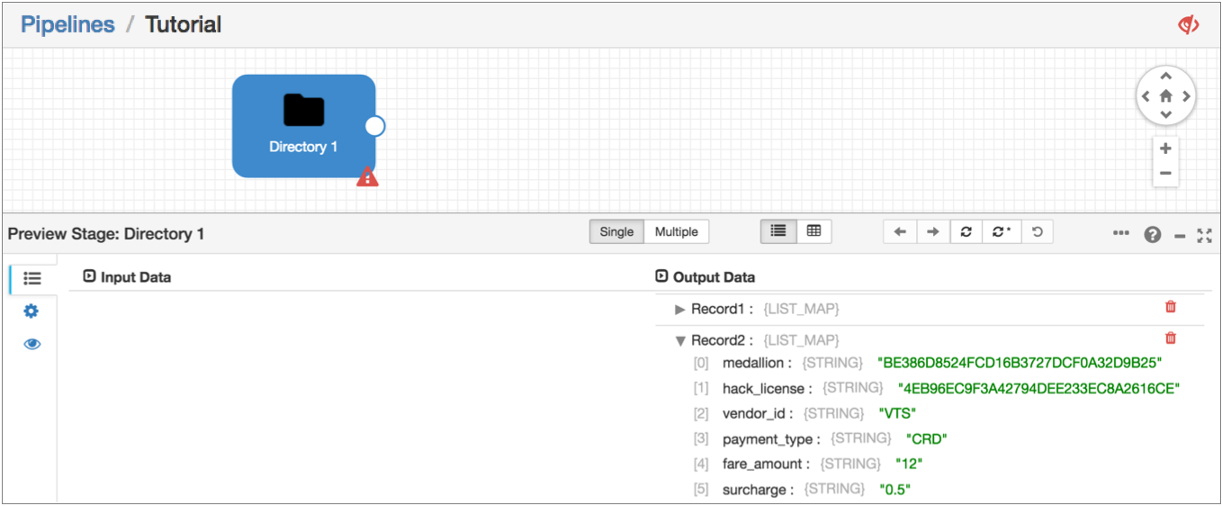 Pipelines / Tutorial
Directory 1
Preview Stage: Directory 1
Single Multiple
Input Data
Output Data
Record1 : {LIST_MAP}
Record2 : {LIST_MAP}
[0] medallion : {STRING} "BE386D8524FCD16B3727DCF0A32D9B25"
[1] hack_license : {STRING} "4EB96EC9F3A42794DEE233EC8A2616CE"
[2] vendor_id : {STRING} "VTS"
[3] payment_type : {STRING} "CRD"
[4] fare_amount : {STRING} "12"
[5] surcharge : {STRING} "0.5"